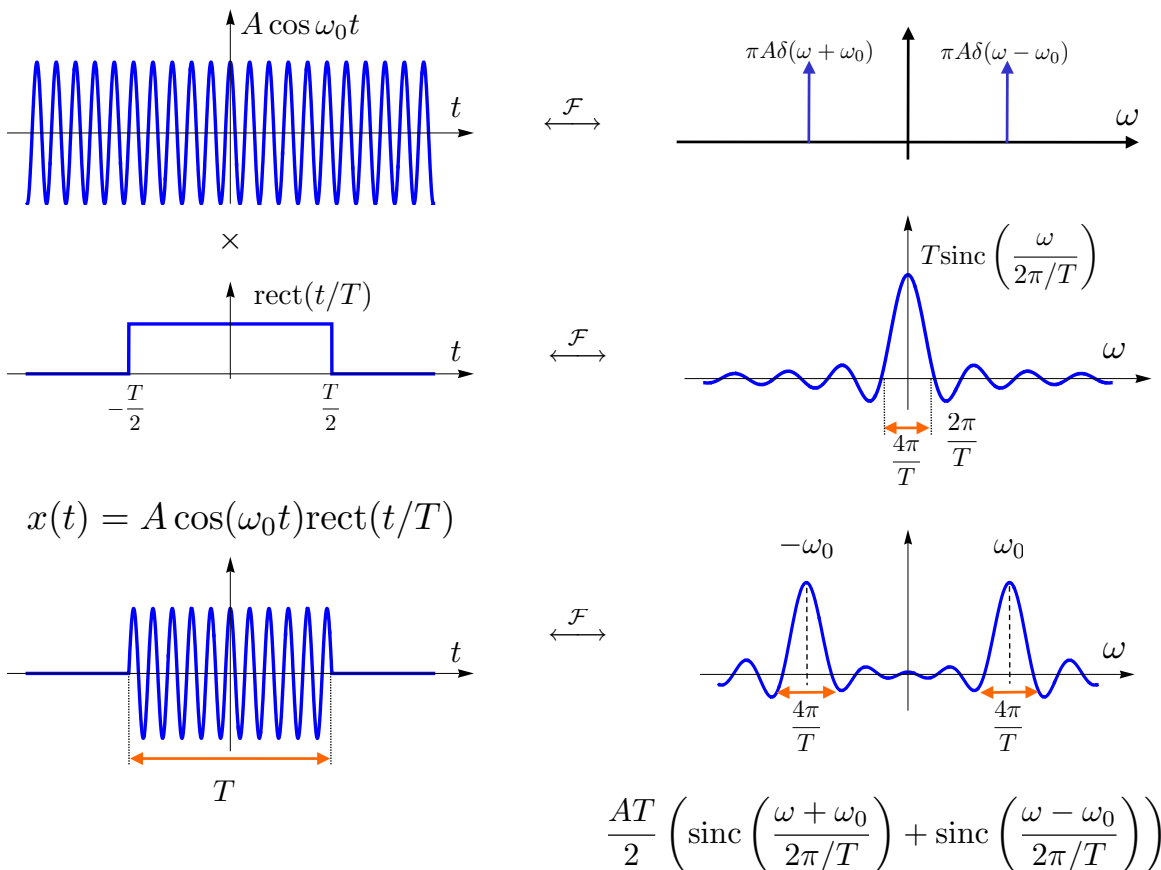 A cos ω₀t
t
ℱ
⟷
πAδ(ω + ω₀)
πAδ(ω − ω₀)
ω
×
rect(t/T)
t
−T/2
T/2
ℱ
⟷
T sinc(ω/(2π/T))
ω
4π/T
2π/T
x(t) = A cos(ω₀t)rect(t/T)
t
T
ℱ
⟷
−ω₀
ω₀
ω
4π/T
4π/T
AT/2 (sinc((ω + ω₀)/(2π/T)) + sinc((ω − ω₀)/(2π/T)))